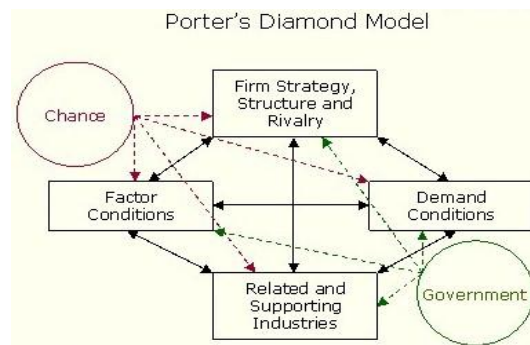 Porter's Diamond Model
Firm Strategy,
Structure and
Rivalry
Chance
Factor
Conditions
Demand
Conditions
Related and
Supporting
Industries
Government